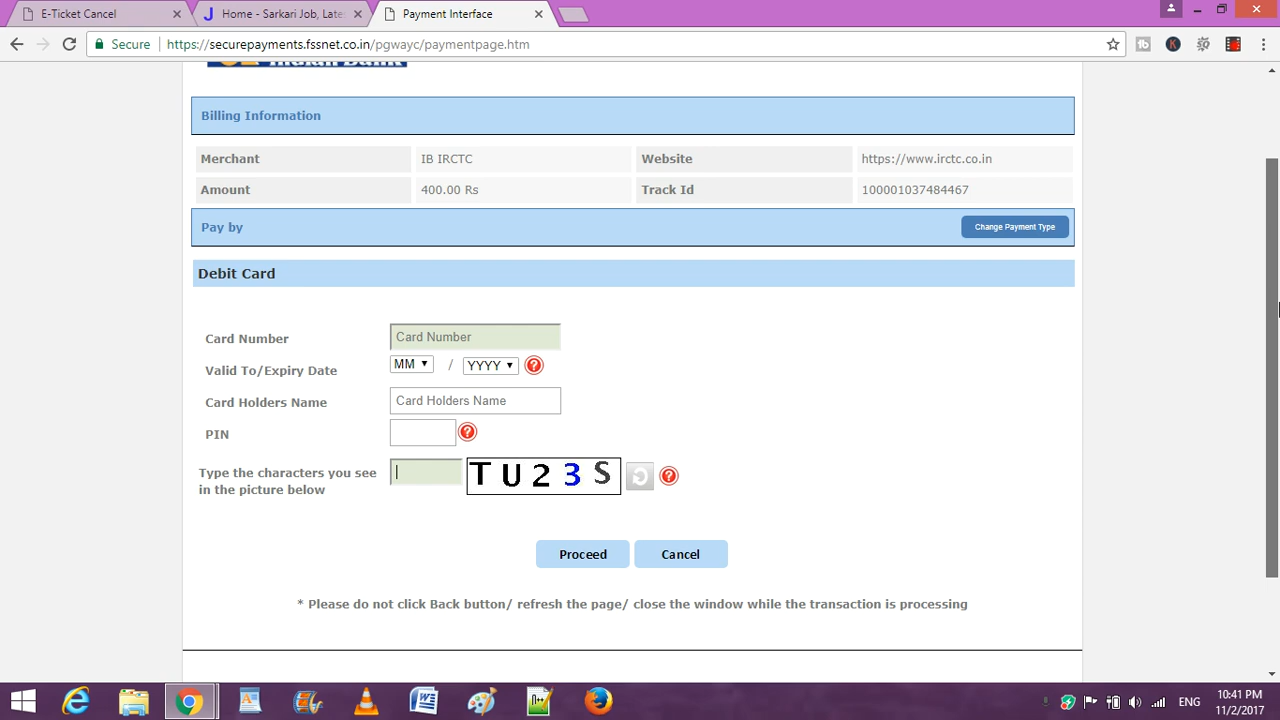 E-Ticket Cancel
Home - Sarkari Job, Late
Payment Interface
Secure https://securepayments.fssnet.co.in/pgwayc/paymentpage.htm
Indian Bank
Billing Information
Merchant IB IRCTC Website https://www.irctc.co.in
Amount 400.00 Rs Track Id 100001037484467
Pay by Change Payment Type
Debit Card
Card Number Card Number
Valid To/Expiry Date MM / YYYY
Card Holders Name Card Holders Name
PIN
Type the characters you see
in the picture below
T U 2 3 S
Proceed Cancel
* Please do not click Back button/ refresh the page/ close the window while the transaction is processing
ENG
10:41 PM
11/2/2017